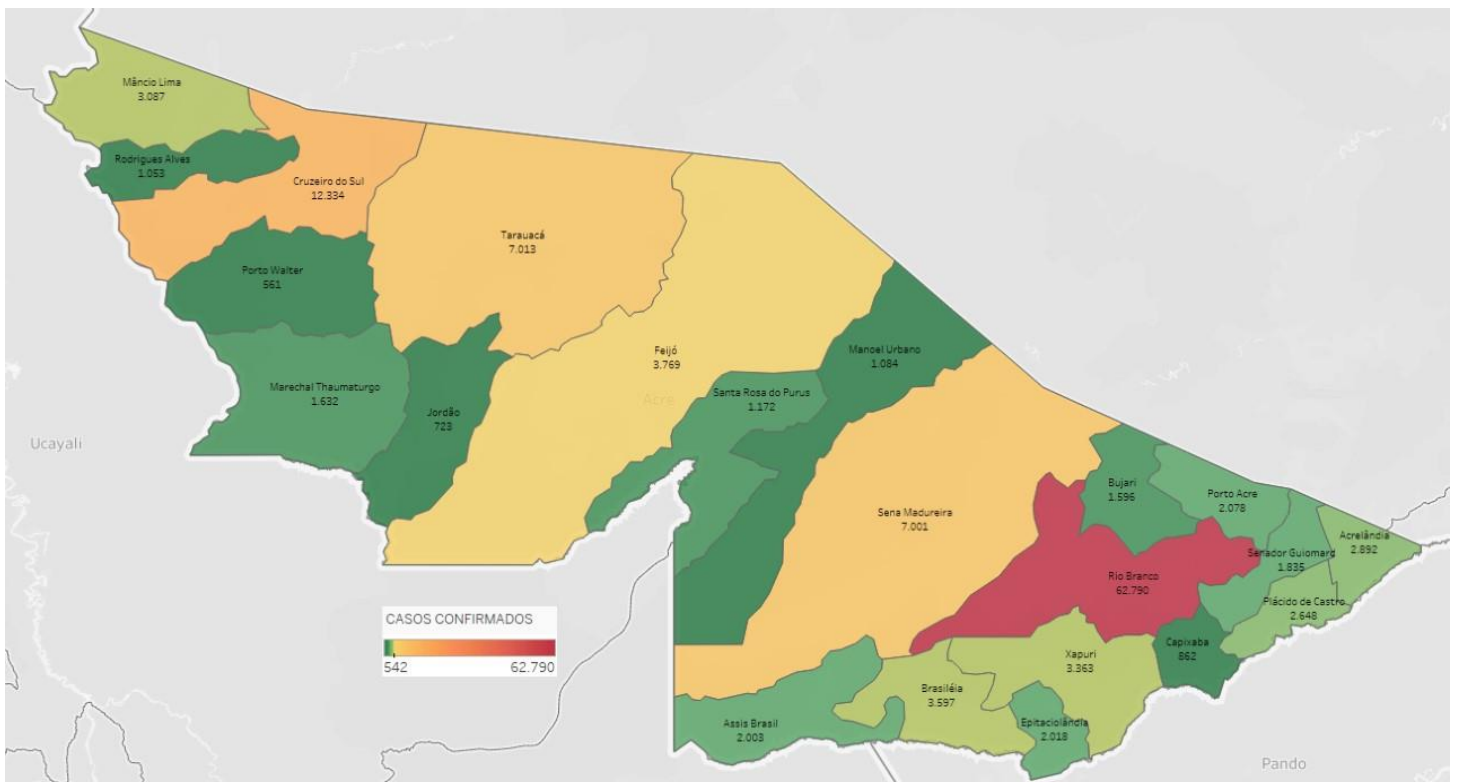 Mâncio Lima
3.087
Rodrigues Alves
1.053
Cruzeiro do Sul
12.334
Tarauacá
7.013
Porto Walter
561
Feijó
3.769
Manoel Urbano
1.084
Marechal Thaumaturgo
1.632
Jordão
723
Santa Rosa do Purus
1.172
Acre
Ucayali
Sena Madureira
7.001
Bujari
1.596
Porto Acre
2.078
Acrelândia
2.892
Senador Guiomard
1.835
Rio Branco
62.790
Plácido de Castro
2.648
Capixaba
862
Xapuri
3.363
Brasiléia
3.597
Assis Brasil
2.003
Epitaciolândia
2.018
Pando
CASOS CONFIRMADOS
542 62.790